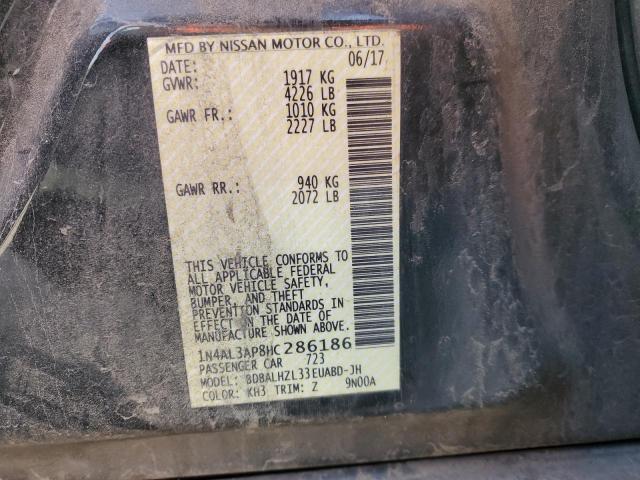 MFD BY NISSAN MOTOR CO., LTD.
DATE: 06/17
GVWR: 1917 KG
4226 LB
GAWR FR.: 1010 KG
2227 LB
GAWR RR.: 940 KG
2072 LB
THIS VEHICLE CONFORMS TO
ALL APPLICABLE FEDERAL
MOTOR VEHICLE SAFETY,
BUMPER, AND THEFT
PREVENTION STANDARDS IN
EFFECT ON THE DATE OF
MANUFACTURE SHOWN ABOVE.
1N4AL3AP8HC286186
PASSENGER CAR 723
MODEL: BDBALHZL33EUABD-JH
COLOR: KH3 TRIM: Z 9N00A